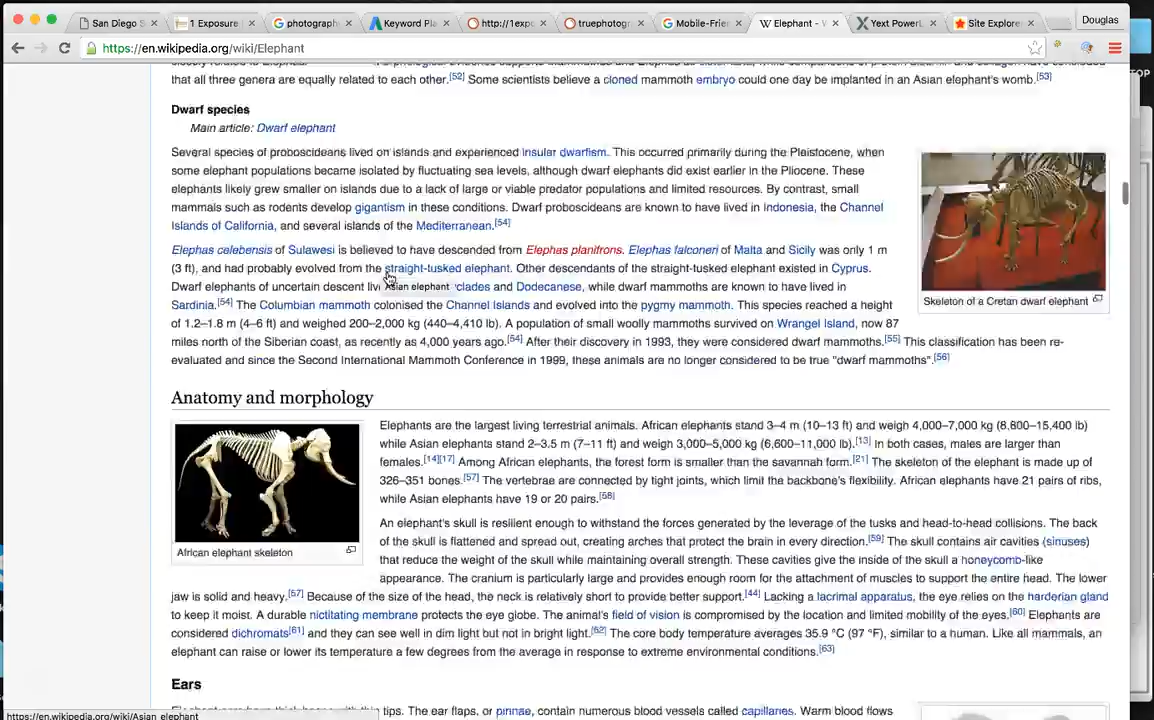 San Diego S
1 Exposure
photograph
Keyword Pla
http://1expo
truephotogr
Mobile-Frie
Elephant - W
Yext PowerL
Site Explore
Douglas
https://en.wikipedia.org/wiki/Elephant
that all three genera are equally related to each other.[52] Some scientists believe a cloned mammoth embryo could one day be implanted in an Asian elephant's womb.[53]
Dwarf species
Main article: Dwarf elephant
Several species of proboscideans lived on islands and experienced insular dwarfism. This occurred primarily during the Pleistocene, when
some elephant populations became isolated by fluctuating sea levels, although dwarf elephants did exist earlier in the Pliocene. These
elephants likely grew smaller on islands due to a lack of large or viable predator populations and limited resources. By contrast, small
mammals such as rodents develop gigantism in these conditions. Dwarf proboscideans are known to have lived in Indonesia, the Channel
Islands of California, and several islands of the Mediterranean.[54]
Elephas celebensis of Sulawesi is believed to have descended from Elephas planifrons. Elephas falconeri of Malta and Sicily was only 1 m
(3 ft), and had probably evolved from the straight-tusked elephant. Other descendants of the straight-tusked elephant existed in Cyprus.
Dwarf elephants of uncertain descent liv Asian elephant clades and Dodecanese, while dwarf mammoths are known to have lived in
Sardinia.[54] The Columbian mammoth colonised the Channel Islands and evolved into the pygmy mammoth. This species reached a height
of 1.2–1.8 m (4–6 ft) and weighed 200–2,000 kg (440–4,410 lb). A population of small woolly mammoths survived on Wrangel Island, now 87
miles north of the Siberian coast, as recently as 4,000 years ago.[54] After their discovery in 1993, they were considered dwarf mammoths.[55] This classification has been re-
evaluated and since the Second International Mammoth Conference in 1999, these animals are no longer considered to be true "dwarf mammoths".[56]
Skeleton of a Cretan dwarf elephant
Anatomy and morphology
African elephant skeleton
Elephants are the largest living terrestrial animals. African elephants stand 3–4 m (10–13 ft) and weigh 4,000–7,000 kg (8,800–15,400 lb)
while Asian elephants stand 2–3.5 m (7–11 ft) and weigh 3,000–5,000 kg (6,600–11,000 lb).[13] In both cases, males are larger than
females.[14][17] Among African elephants, the forest form is smaller than the savannah form.[21] The skeleton of the elephant is made up of
326–351 bones.[57] The vertebrae are connected by tight joints, which limit the backbone's flexibility. African elephants have 21 pairs of ribs,
while Asian elephants have 19 or 20 pairs.[58]
An elephant's skull is resilient enough to withstand the forces generated by the leverage of the tusks and head-to-head collisions. The back
of the skull is flattened and spread out, creating arches that protect the brain in every direction.[59] The skull contains air cavities (sinuses)
that reduce the weight of the skull while maintaining overall strength. These cavities give the inside of the skull a honeycomb-like
appearance. The cranium is particularly large and provides enough room for the attachment of muscles to support the entire head. The lower
jaw is solid and heavy.[57] Because of the size of the head, the neck is relatively short to provide better support.[44] Lacking a lacrimal apparatus, the eye relies on the harderian gland
to keep it moist. A durable nictitating membrane protects the eye globe. The animal's field of vision is compromised by the location and limited mobility of the eyes.[60] Elephants are
considered dichromats[61] and they can see well in dim light but not in bright light.[62] The core body temperature averages 35.9 °C (97 °F), similar to a human. Like all mammals, an
elephant can raise or lower its temperature a few degrees from the average in response to extreme environmental conditions.[63]
Ears
tips. The ear flaps, or pinnae, contain numerous blood vessels called capillaries. Warm blood flows
https://en.wikipedia.org/wiki/Asian_elephant